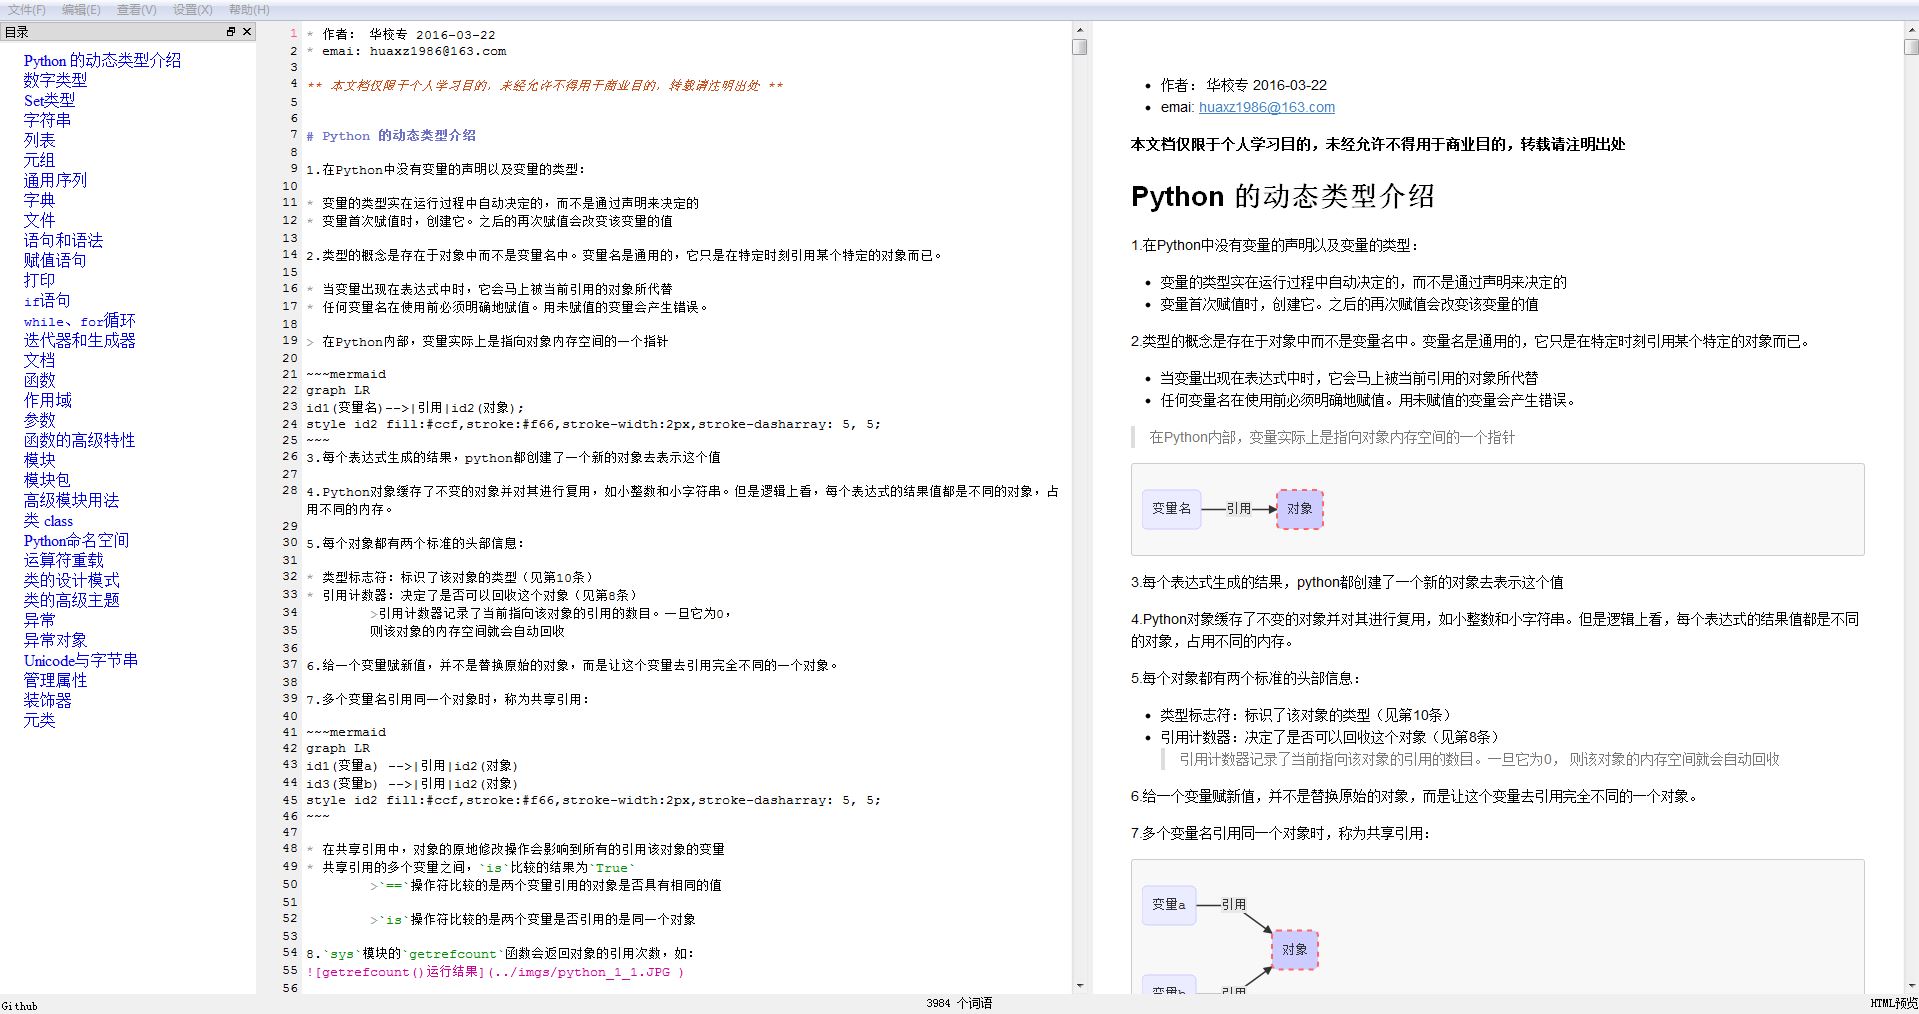 文件(F) 编辑(E) 查看(V) 设置(X) 帮助(H)
目录
Python 的动态类型介绍
数字类型
Set类型
字符串
列表
元组
通用序列
字典
文件
语句和语法
赋值语句
打印
if语句
while、for循环
迭代器和生成器
文档
函数
作用域
参数
函数的高级特性
模块
模块包
高级模块用法
类 class
Python命名空间
运算符重载
类的设计模式
类的高级主题
异常
异常对象
Unicode与字节串
管理属性
装饰器
元类
1 * 作者： 华校专 2016-03-22
2 * emai: huaxz1986@163.com
3
4 ** 本文档仅限于个人学习目的，未经允许不得用于商业目的，转载请注明出处 **
5
6
7 # Python 的动态类型介绍
8
9 1.在Python中没有变量的声明以及变量的类型：
10
11 * 变量的类型实在运行过程中自动决定的，而不是通过声明来决定的
12 * 变量首次赋值时，创建它。之后的再次赋值会改变该变量的值
13
14 2.类型的概念是存在于对象中而不是变量名中。变量名是通用的，它只是在特定时刻引用某个特定的对象而已。
15
16 * 当变量出现在表达式中时，它会马上被当前引用的对象所代替
17 * 任何变量名在使用前必须明确地赋值。用未赋值的变量会产生错误。
18
19 > 在Python内部，变量实际上是指向对象内存空间的一个指针
20
21 ~~~mermaid
22 graph LR
23 id1(变量名)-->|引用|id2(对象);
24 style id2 fill:#ccf,stroke:#f66,stroke-width:2px,stroke-dasharray: 5, 5;
25 ~~~
26 3.每个表达式生成的结果，python都创建了一个新的对象去表示这个值
27
28 4.Python对象缓存了不变的对象并对其进行复用，如小整数和小字符串。但是逻辑上看，每个表达式的结果值都是不同的对象，占
用不同的内存。
29
30 5.每个对象都有两个标准的头部信息：
31
32 * 类型标志符：标识了该对象的类型（见第10条）
33 * 引用计数器：决定了是否可以回收这个对象（见第8条）
34 >引用计数器记录了当前指向该对象的引用的数目。一旦它为0，
35 则该对象的内存空间就会自动回收
36
37 6.给一个变量赋新值，并不是替换原始的对象，而是让这个变量去引用完全不同的一个对象。
38
39 7.多个变量名引用同一个对象时，称为共享引用：
40
41 ~~~mermaid
42 graph LR
43 id1(变量a) -->|引用|id2(对象)
44 id3(变量b) -->|引用|id2(对象)
45 style id2 fill:#ccf,stroke:#f66,stroke-width:2px,stroke-dasharray: 5, 5;
46 ~~~
47
48 * 在共享引用中，对象的原地修改操作会影响到所有的引用该对象的变量
49 * 共享引用的多个变量之间，`is`比较的结果为`True`
50 >`==`操作符比较的是两个变量引用的对象是否具有相同的值
51
52 >`is`操作符比较的是两个变量是否引用的是同一个对象
53
54 8.`sys`模块的`getrefcount`函数会返回对象的引用次数，如：
55 ![getrefcount()运行结果](../imgs/python_1_1.JPG )
56
• 作者： 华校专 2016-03-22
• emai: huaxz1986@163.com
本文档仅限于个人学习目的，未经允许不得用于商业目的，转载请注明出处
Python 的动态类型介绍
1.在Python中没有变量的声明以及变量的类型：
• 变量的类型实在运行过程中自动决定的，而不是通过声明来决定的
• 变量首次赋值时，创建它。之后的再次赋值会改变该变量的值
2.类型的概念是存在于对象中而不是变量名中。变量名是通用的，它只是在特定时刻引用某个特定的对象而已。
• 当变量出现在表达式中时，它会马上被当前引用的对象所代替
• 任何变量名在使用前必须明确地赋值。用未赋值的变量会产生错误。
在Python内部，变量实际上是指向对象内存空间的一个指针
变量名 引用 对象
3.每个表达式生成的结果，python都创建了一个新的对象去表示这个值
4.Python对象缓存了不变的对象并对其进行复用，如小整数和小字符串。但是逻辑上看，每个表达式的结果值都是不同
的对象，占用不同的内存。
5.每个对象都有两个标准的头部信息：
• 类型标志符：标识了该对象的类型（见第10条）
• 引用计数器：决定了是否可以回收这个对象（见第8条）
引用计数器记录了当前指向该对象的引用的数目。一旦它为0， 则该对象的内存空间就会自动回收
6.给一个变量赋新值，并不是替换原始的对象，而是让这个变量去引用完全不同的一个对象。
7.多个变量名引用同一个对象时，称为共享引用：
变量a 引用
对象
变量b 引用
Github 3984 个词语 HTML预览